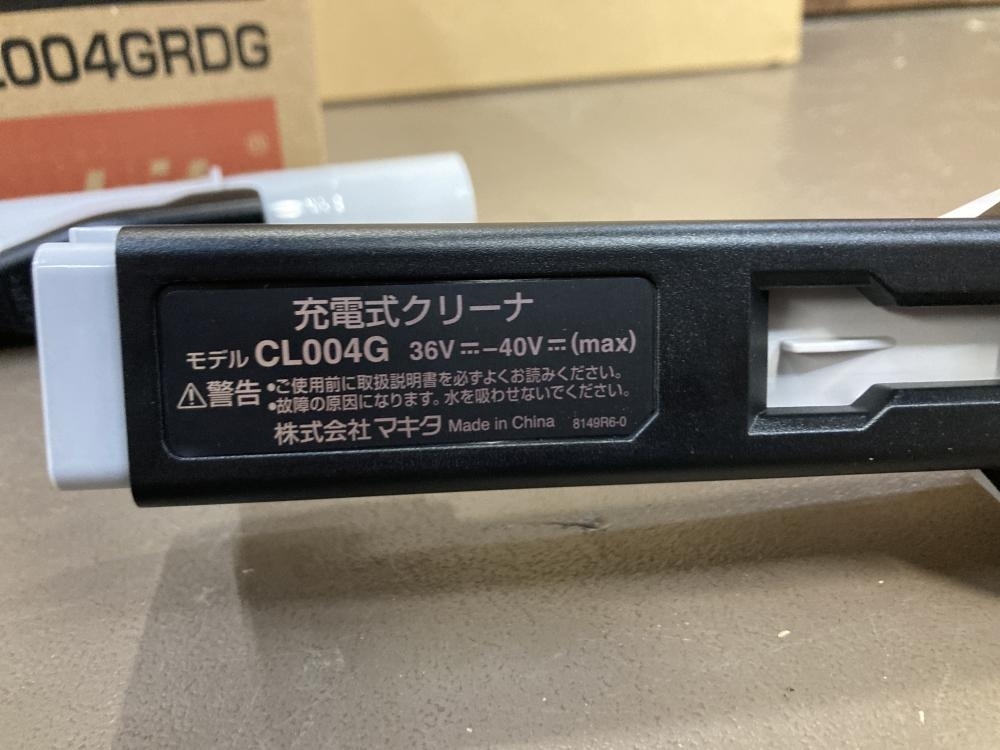 L004GRDG
®
充電式クリーナ
モデル CL004G 36V⎓–40V⎓(max)
⚠警告 •ご使用前に取扱説明書を必ずよくお読みください。
•故障の原因になります。水を吸わせないでください。
株式会社マキタ Made in China 8149R6-0